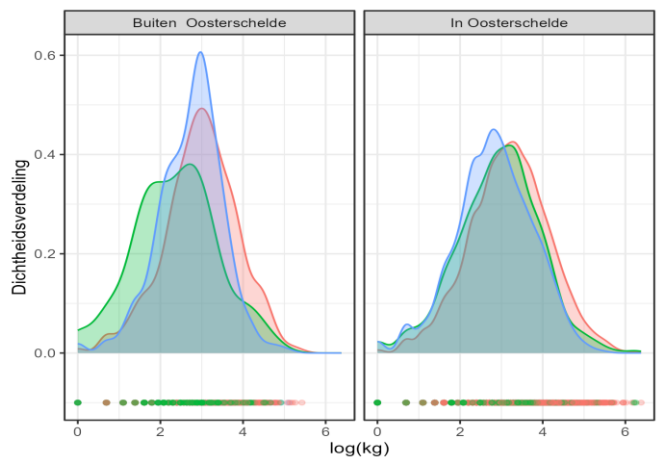 Buiten Oosterschelde
In Oosterschelde
Dichtheidsverdeling
0.6
0.4
0.2
0.0
0 2 4 6
0 2 4 6
log(kg)